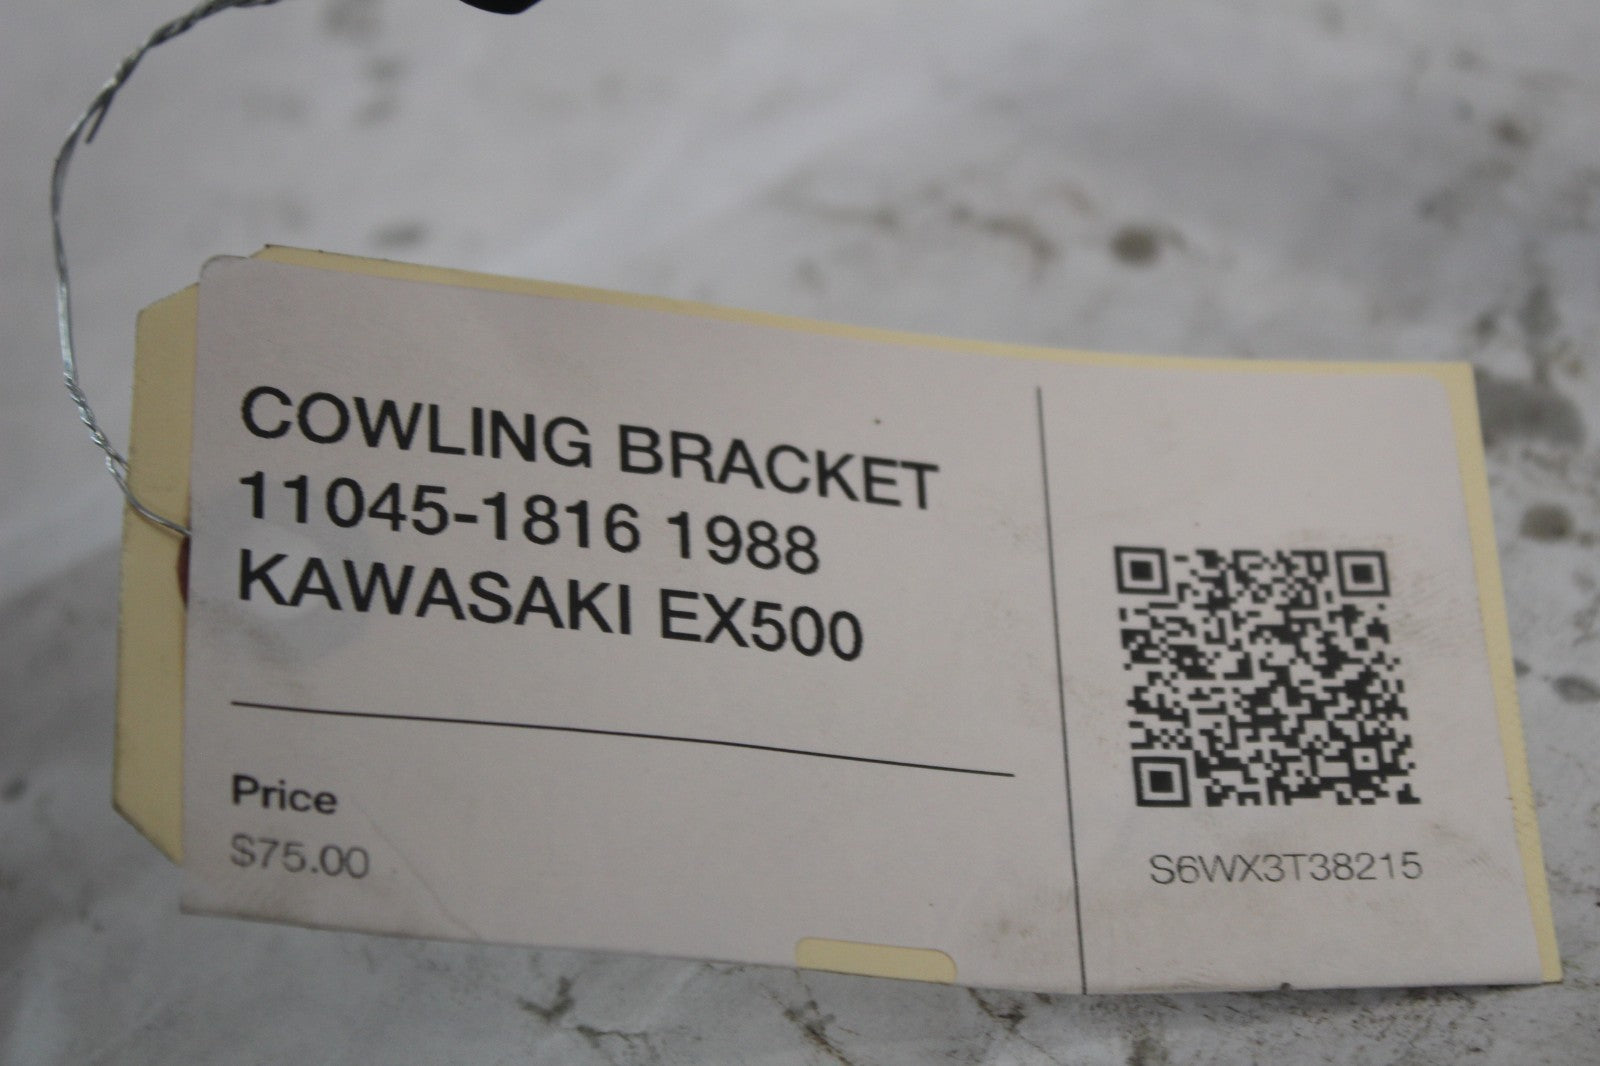 COWLING BRACKET
11045-1816 1988
KAWASAKI EX500
Price
$75.00
S6WX3T38215